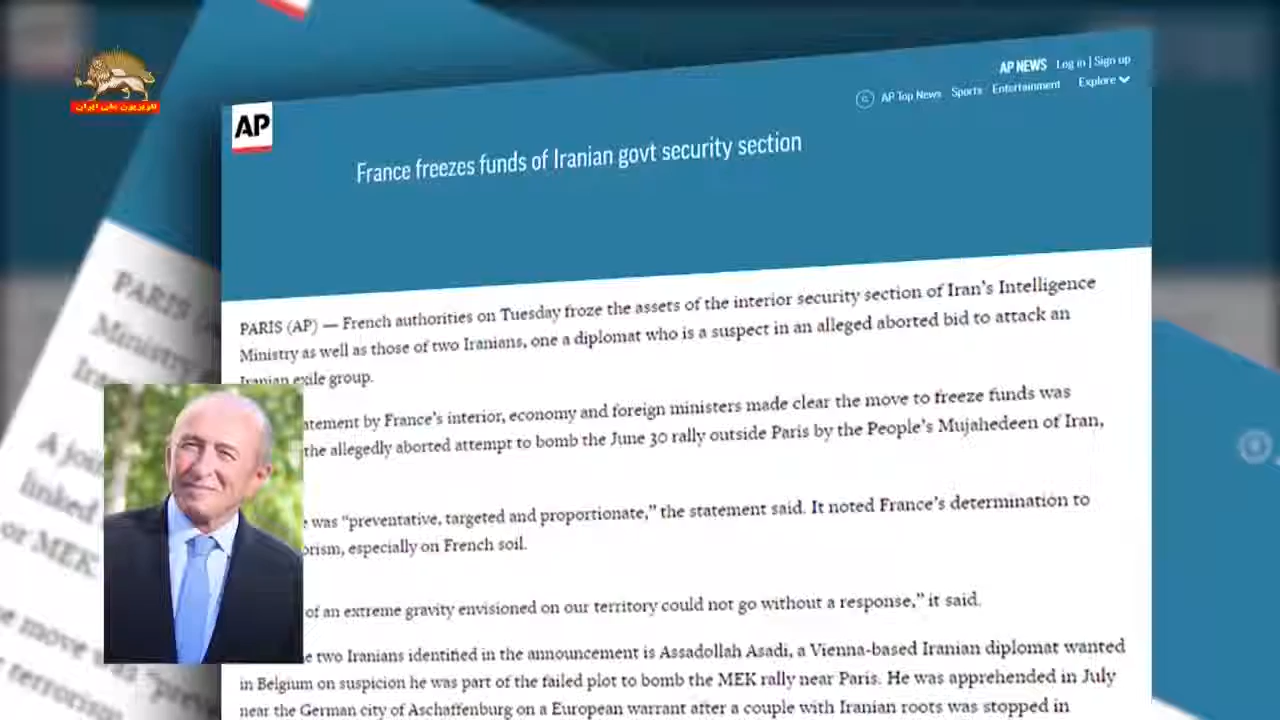 تلویزیون ملی ایران
AP
AP NEWS Log in | Sign up
AP Top News Sports Entertainment Explore
France freezes funds of Iranian govt security section
PARIS (AP) — French authorities on Tuesday froze the assets of the interior security section of Iran's Intelligence
Ministry as well as those of two Iranians, one a diplomat who is a suspect in an alleged aborted bid to attack an
Iranian exile group.
atement by France's interior, economy and foreign ministers made clear the move to freeze funds was
the allegedly aborted attempt to bomb the June 30 rally outside Paris by the People's Mujahedeen of Iran,
e was “preventative, targeted and proportionate,” the statement said. It noted France's determination to
orism, especially on French soil.
of an extreme gravity envisioned on our territory could not go without a response,” it said.
e two Iranians identified in the announcement is Assadollah Asadi, a Vienna-based Iranian diplomat wanted
in Belgium on suspicion he was part of the failed plot to bomb the MEK rally near Paris. He was apprehended in July
near the German city of Aschaffenburg on a European warrant after a couple with Iranian roots was stopped in
PARIS
Ministry
Iran
A joi
linked
or MEK
e move was “preve
terrorism